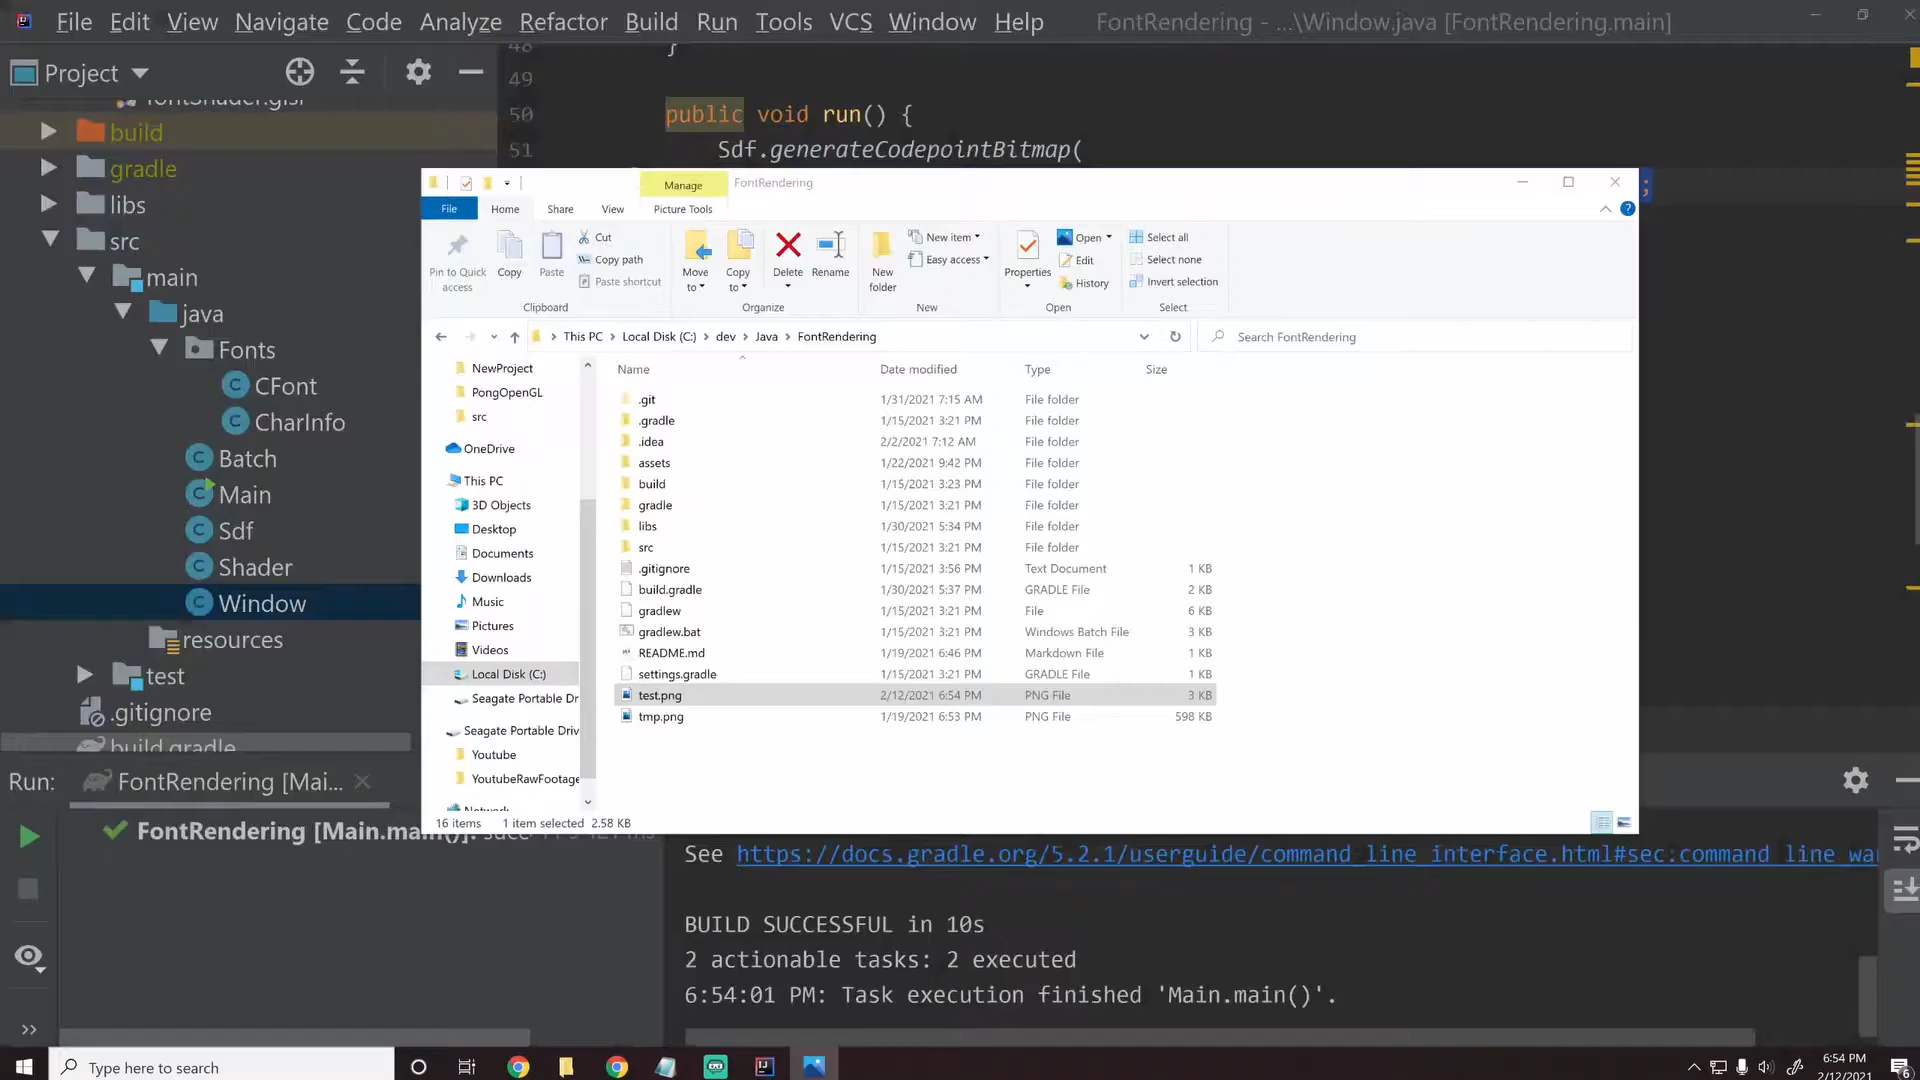 File Edit View Navigate Code Analyze Refactor Build Run Tools VCS Window Help FontRendering - ...\Window.java [FontRendering.main]
Project
48 }
49
50 public void run() {
51 Sdf.generateCodepointBitmap(
;
fontShader.glsl
build
gradle
libs
src
main
java
Fonts
CFont
CharInfo
Batch
Main
Sdf
Shader
Window
resources
test
.gitignore
build.gradle
Manage FontRendering
File Home Share View Picture Tools
Pin to Quick access
Copy
Paste
Cut
Copy path
Paste shortcut
Clipboard
Move to
Copy to
Delete
Rename
Organize
New folder
New item
Easy access
New
Properties
Open
Edit
History
Open
Select all
Select none
Invert selection
Select
This PC > Local Disk (C:) > dev > Java > FontRendering
Search FontRendering
NewProject
PongOpenGL
src
OneDrive
This PC
3D Objects
Desktop
Documents
Downloads
Music
Pictures
Videos
Local Disk (C:)
Seagate Portable Dr
Seagate Portable Driv
Youtube
YoutubeRawFootage
Network
Name Date modified Type Size
.git 1/31/2021 7:15 AM File folder
.gradle 1/15/2021 3:21 PM File folder
.idea 2/2/2021 7:12 AM File folder
assets 1/22/2021 9:42 PM File folder
build 1/15/2021 3:23 PM File folder
gradle 1/15/2021 3:21 PM File folder
libs 1/30/2021 5:34 PM File folder
src 1/15/2021 3:21 PM File folder
.gitignore 1/15/2021 3:56 PM Text Document 1 KB
build.gradle 1/30/2021 5:37 PM GRADLE File 2 KB
gradlew 1/15/2021 3:21 PM File 6 KB
gradlew.bat 1/15/2021 3:21 PM Windows Batch File 3 KB
README.md 1/19/2021 6:46 PM Markdown File 1 KB
settings.gradle 1/15/2021 3:21 PM GRADLE File 1 KB
test.png 2/12/2021 6:54 PM PNG File 3 KB
tmp.png 1/19/2021 6:53 PM PNG File 598 KB
16 items 1 item selected 2.58 KB
Run: FontRendering [Mai...
FontRendering [Main.main()]:
See https://docs.gradle.org/5.2.1/userguide/command_line_interface.html#sec:command_line_wa
BUILD SUCCESSFUL in 10s
2 actionable tasks: 2 executed
6:54:01 PM: Task execution finished 'Main.main()'.
Type here to search
6:54 PM
2/12/2021
6